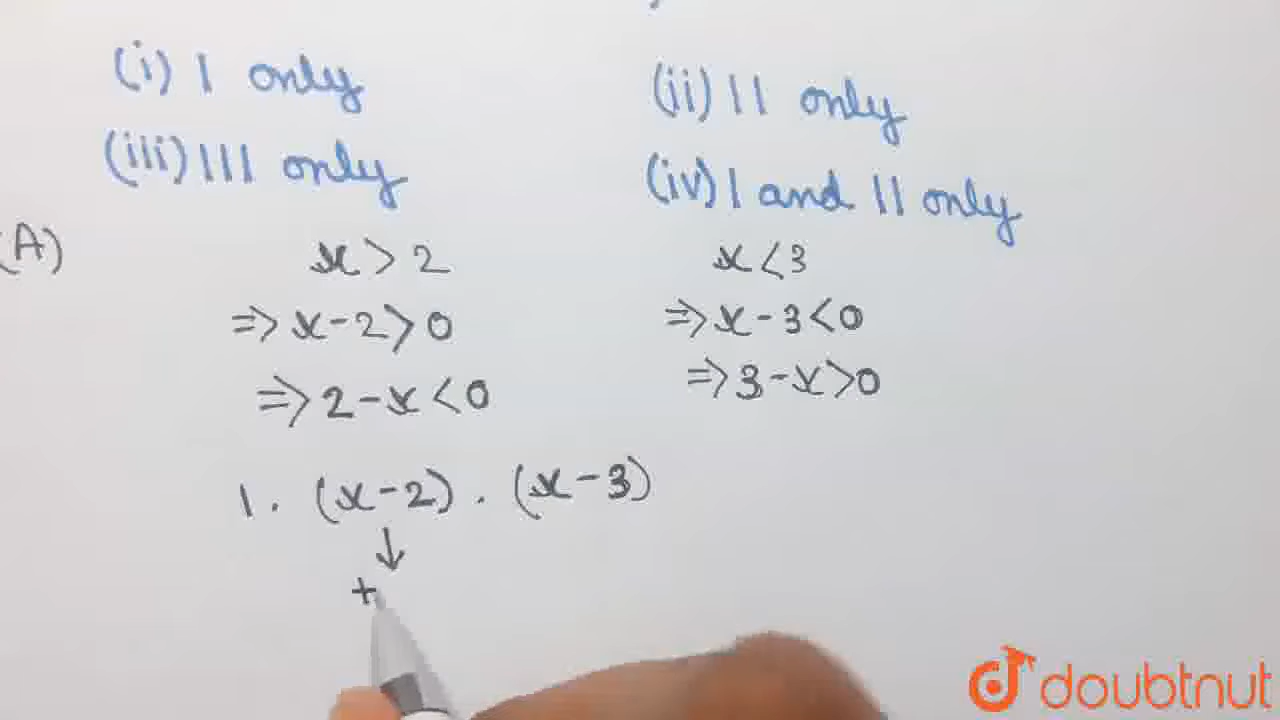 (i) I only
(ii) II only
(iii) III only
(iv) I and II only
(A)
x > 2
x < 3
=> x - 2 > 0
=> x - 3 < 0
=> 2 - x < 0
=> 3 - x > 0
1. (x - 2) . (x - 3)
↓
+
doubtnut